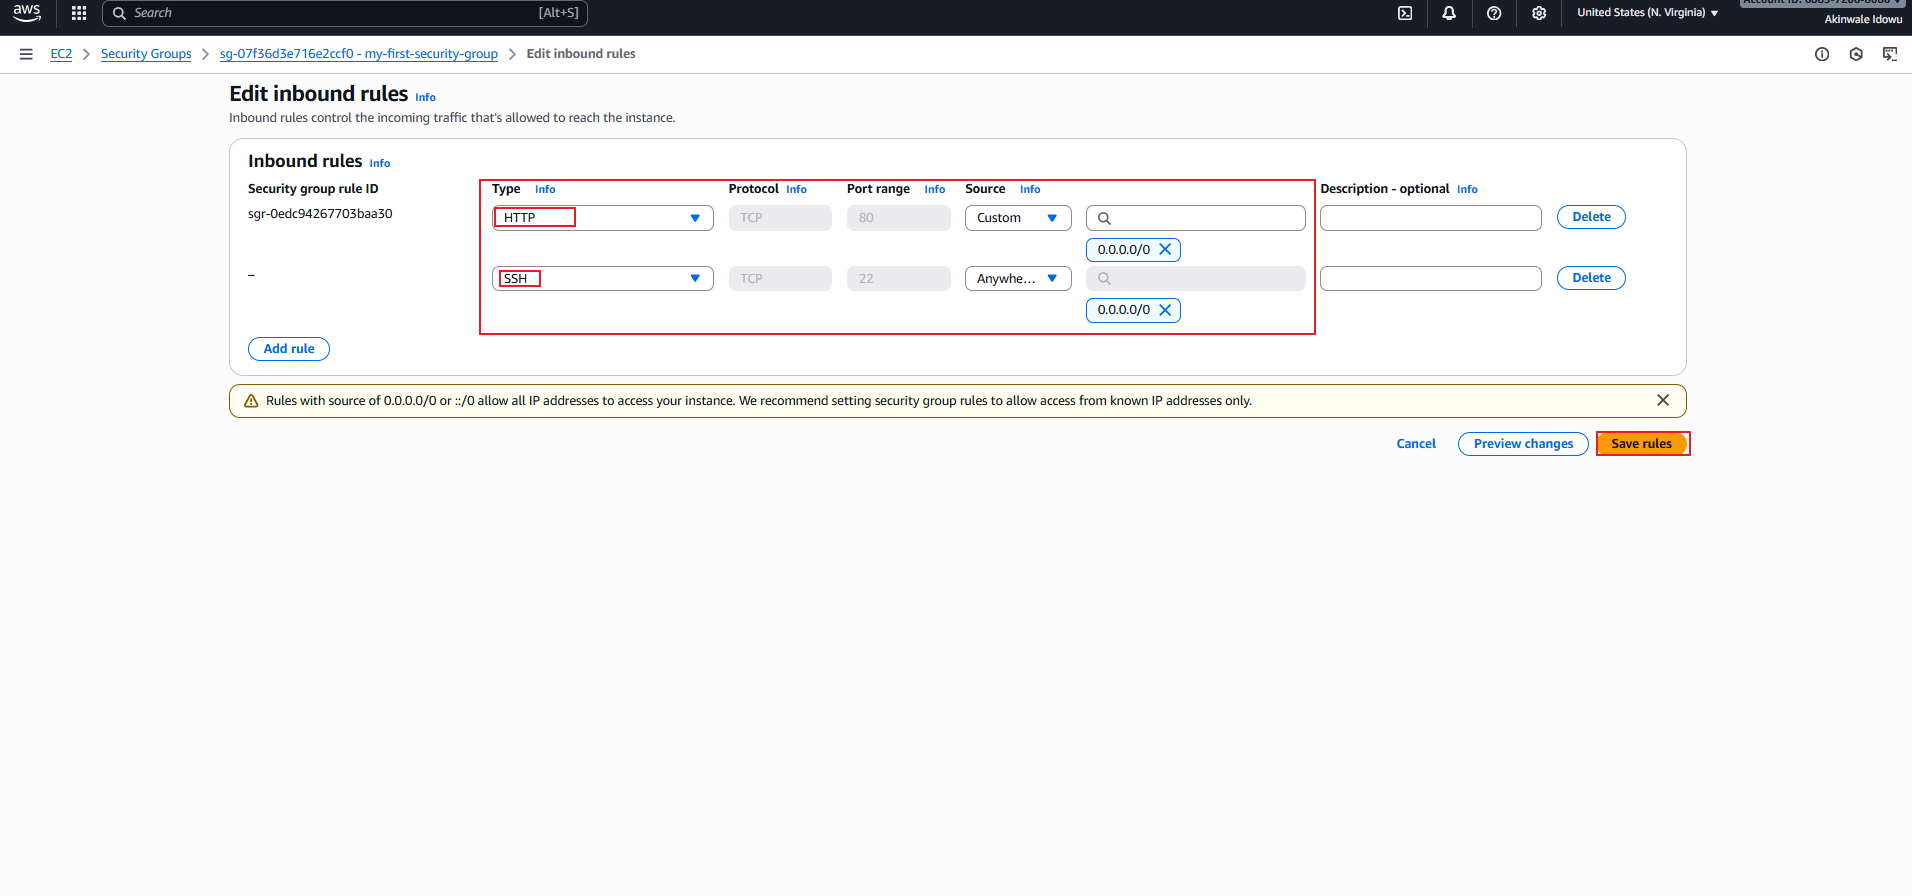 aws
Search [Alt+S]
United States (N. Virginia)
Akinwale Idowu
EC2 > Security Groups > sg-07f36d3e716e2ccf0 - my-first-security-group > Edit inbound rules
Edit inbound rules Info
Inbound rules control the incoming traffic that's allowed to reach the instance.
Inbound rules Info
Security group rule ID Type Info Protocol Info Port range Info Source Info Description - optional Info
sgr-0edc94267703baa30 HTTP TCP 80 Custom Delete
0.0.0.0/0
– SSH TCP 22 Anywhe... Delete
0.0.0.0/0
Add rule
Rules with source of 0.0.0.0/0 or ::/0 allow all IP addresses to access your instance. We recommend setting security group rules to allow access from known IP addresses only.
Cancel Preview changes Save rules